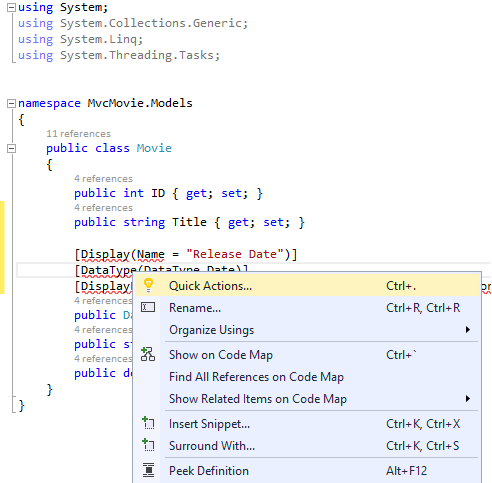 using System;
using System.Collections.Generic;
using System.Linq;
using System.Threading.Tasks;
namespace MvcMovie.Models
{
11 references
public class Movie
{
4 references
public int ID { get; set; }
4 references
public string Title { get; set; }
[Display(Name = "Release Date")]
[DataType(DataType.Date)]
[Display
4 references
public Da
4 references
public st
4 references
public de
}
}
Quick Actions... Ctrl+.
Rename... Ctrl+R, Ctrl+R
Organize Usings
Show on Code Map Ctrl+`
Find All References on Code Map
Show Related Items on Code Map
Insert Snippet... Ctrl+K, Ctrl+X
Surround With... Ctrl+K, Ctrl+S
Peek Definition Alt+F12